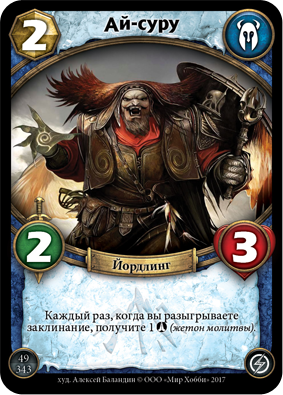 2
Ай-суру
2
3
Йордлинг
Каждый раз, когда вы разыгрываете
заклинание, получите 1 (жетон молитвы).
49
343
худ. Алексей Баландин © ООО «Мир Хобби» 2017